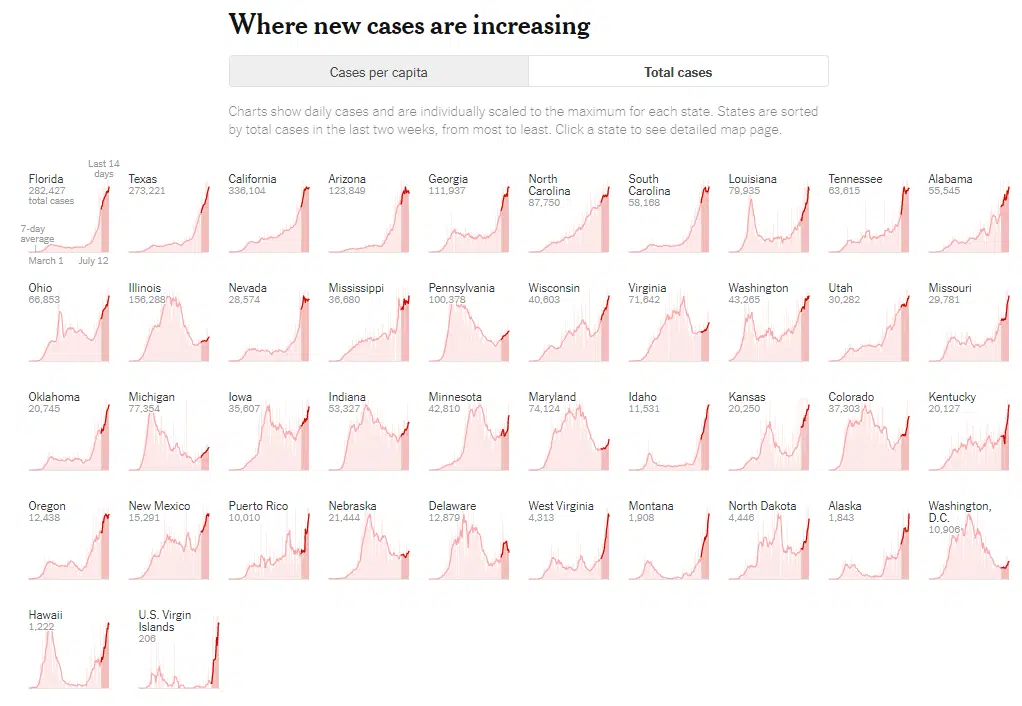 Where new cases are increasing
Cases per capita
Total cases
Charts show daily cases and are individually scaled to the maximum for each state. States are sorted
by total cases in the last two weeks, from most to least. Click a state to see detailed map page.
Last 14
days
Florida
282,427
total cases
7-day
average
March 1
July 12
Texas
273,221
California
336,104
Arizona
123,849
Georgia
111,937
North
Carolina
87,750
South
Carolina
58,168
Louisiana
79,935
Tennessee
63,615
Alabama
55,545
Ohio
66,853
Illinois
156,288
Nevada
28,574
Mississippi
36,680
Pennsylvania
100,378
Wisconsin
40,603
Virginia
71,642
Washington
43,265
Utah
30,282
Missouri
29,781
Oklahoma
20,745
Michigan
77,354
Iowa
35,607
Indiana
53,327
Minnesota
42,810
Maryland
74,124
Idaho
11,531
Kansas
20,250
Colorado
37,303
Kentucky
20,127
Oregon
12,438
New Mexico
15,291
Puerto Rico
10,010
Nebraska
21,444
Delaware
12,879
West Virginia
4,313
Montana
1,908
North Dakota
4,446
Alaska
1,843
Washington,
D.C.
10,906
Hawaii
1,222
U.S. Virgin
Islands
206